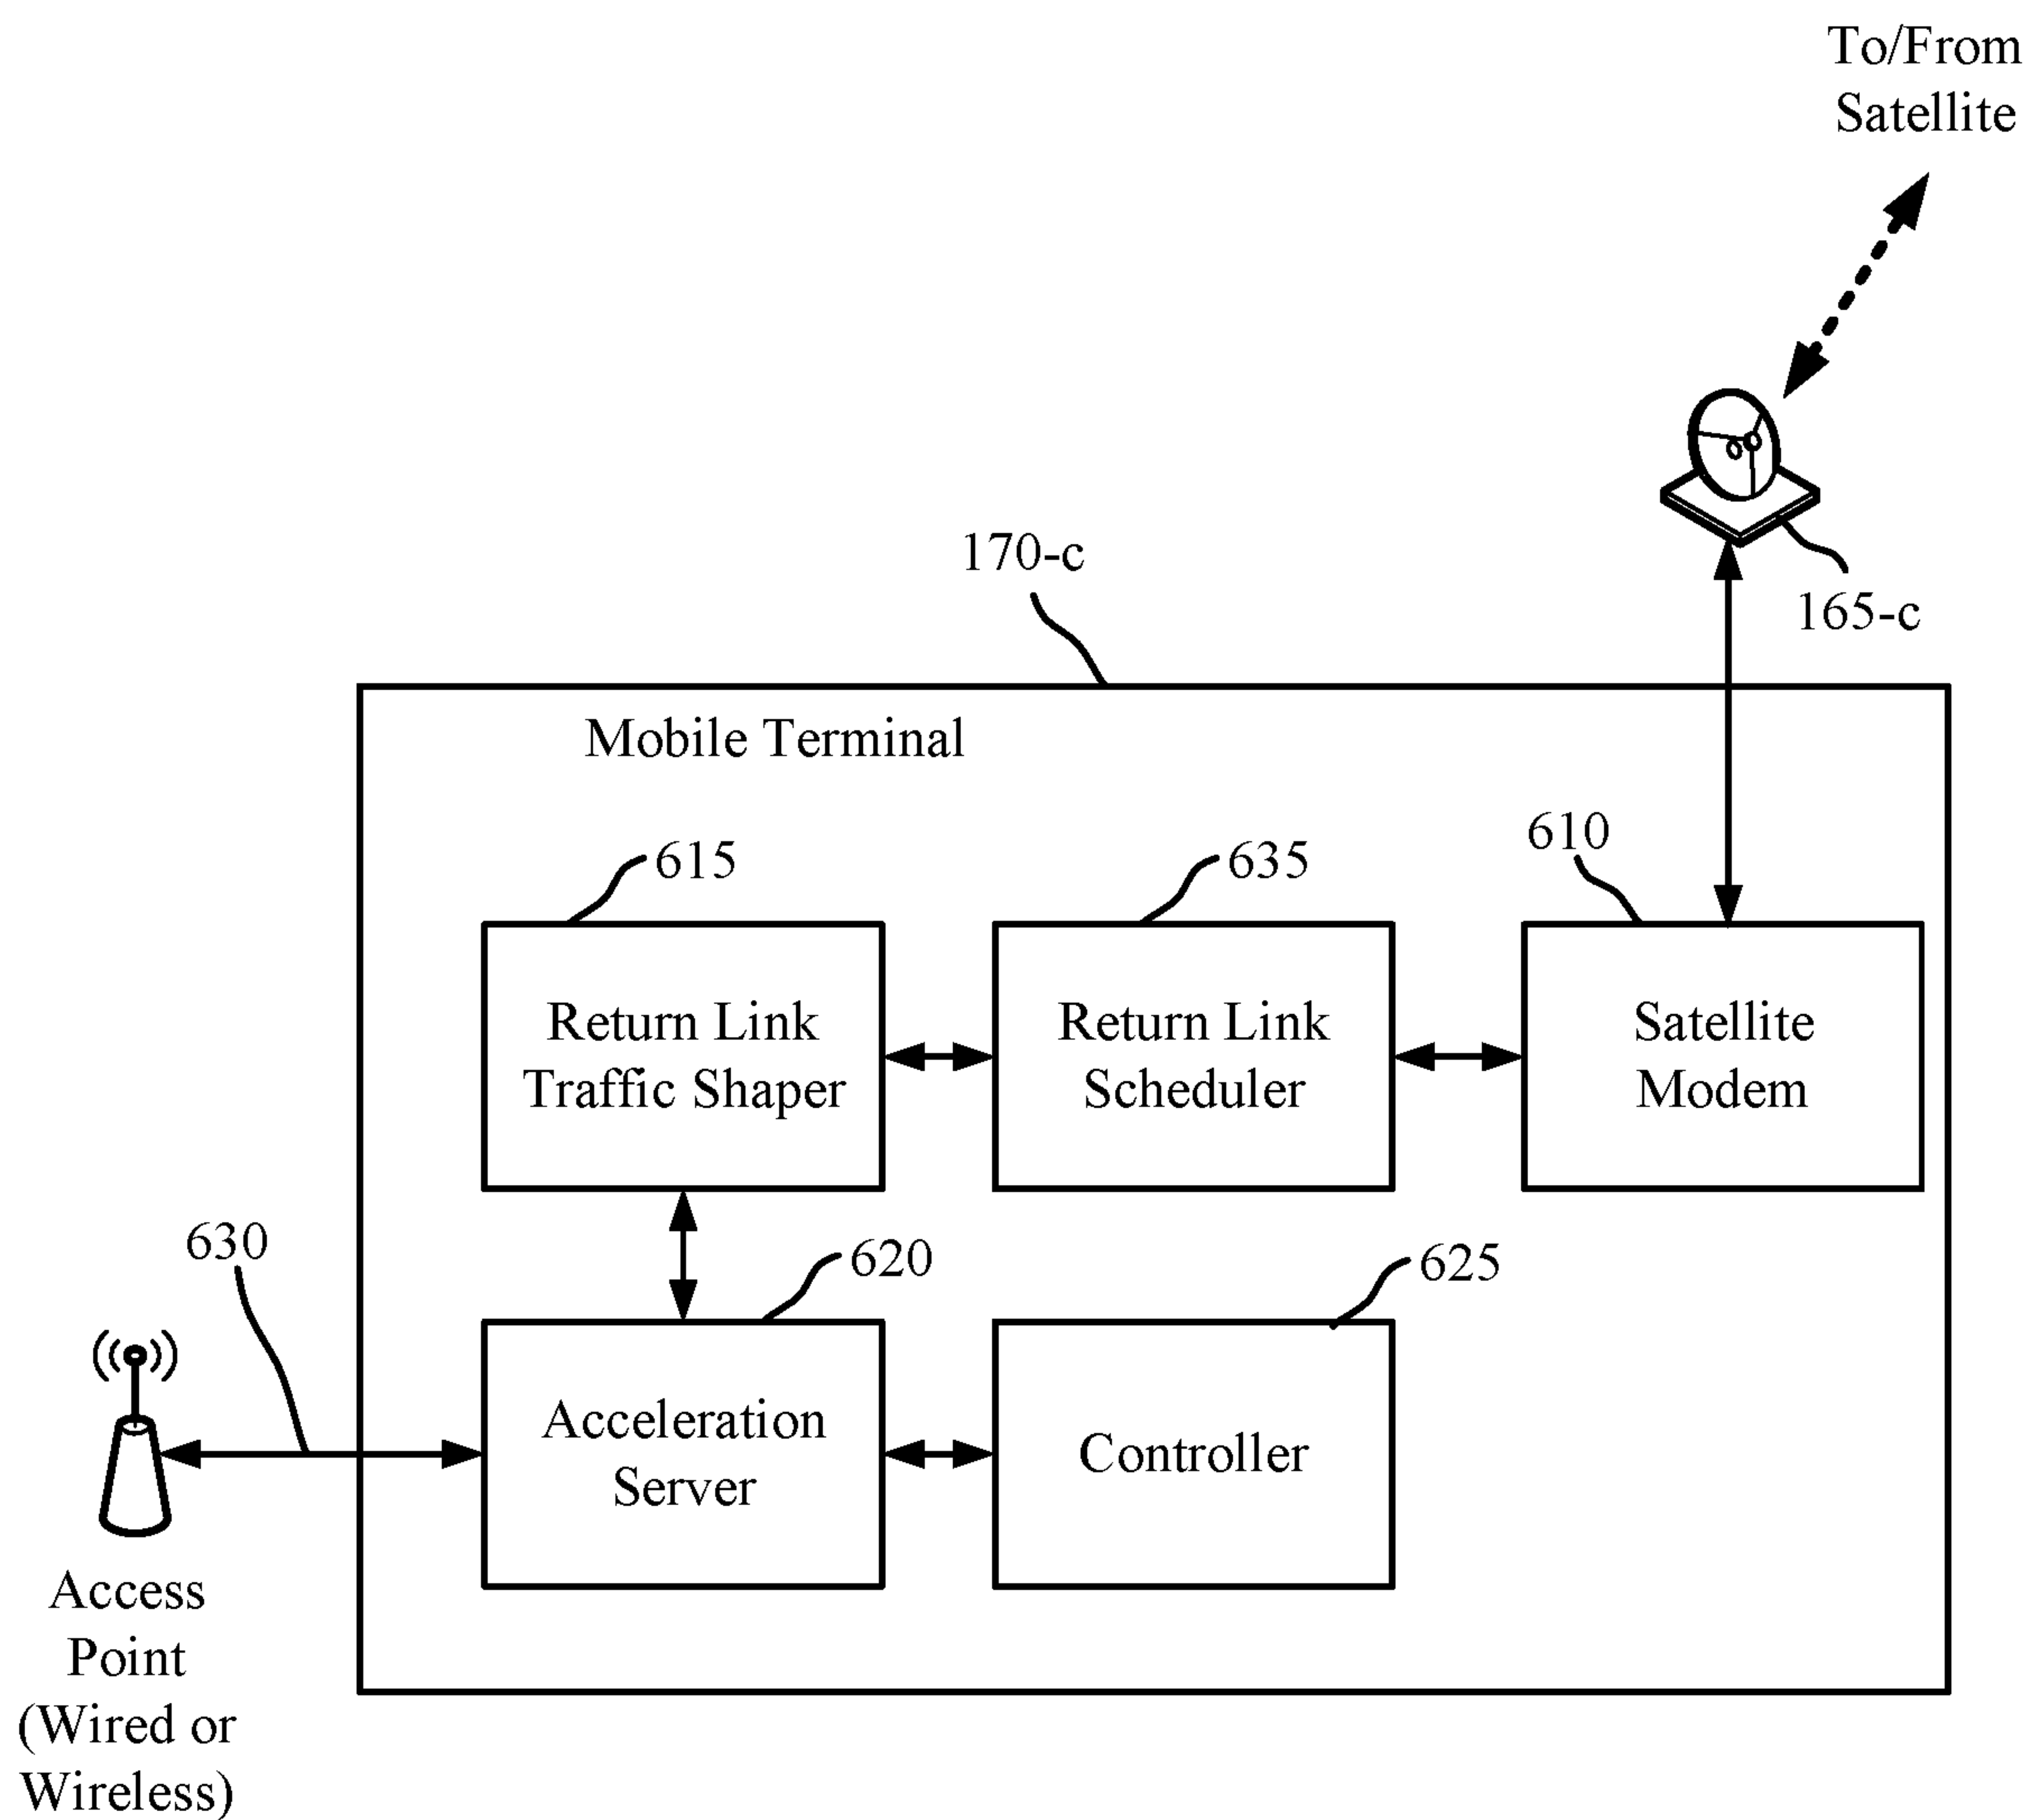 To/From
Satellite
170-c
165-c
Mobile Terminal
615
635
610
Return Link
Traffic Shaper
Return Link
Scheduler
Satellite
Modem
630
620
625
Acceleration
Server
Controller
Access
Point
(Wired or
Wireless)